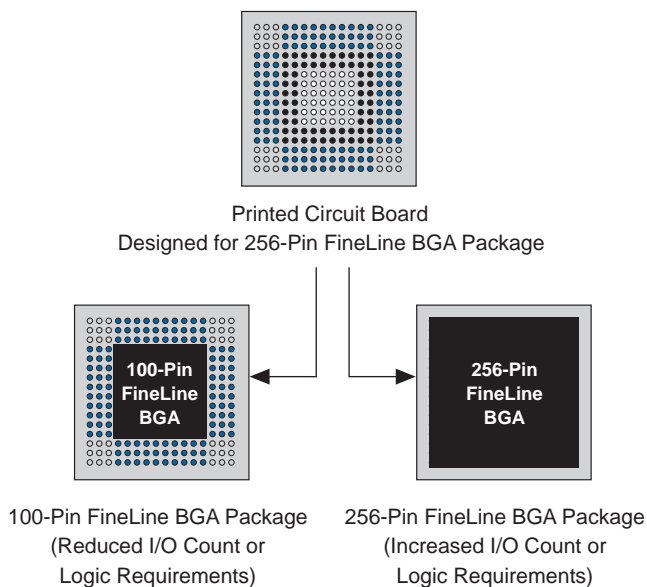 Printed Circuit Board
Designed for 256-Pin FineLine BGA Package
100-Pin
FineLine
BGA
256-Pin
FineLine
BGA
100-Pin FineLine BGA Package
(Reduced I/O Count or
Logic Requirements)
256-Pin FineLine BGA Package
(Increased I/O Count or
Logic Requirements)